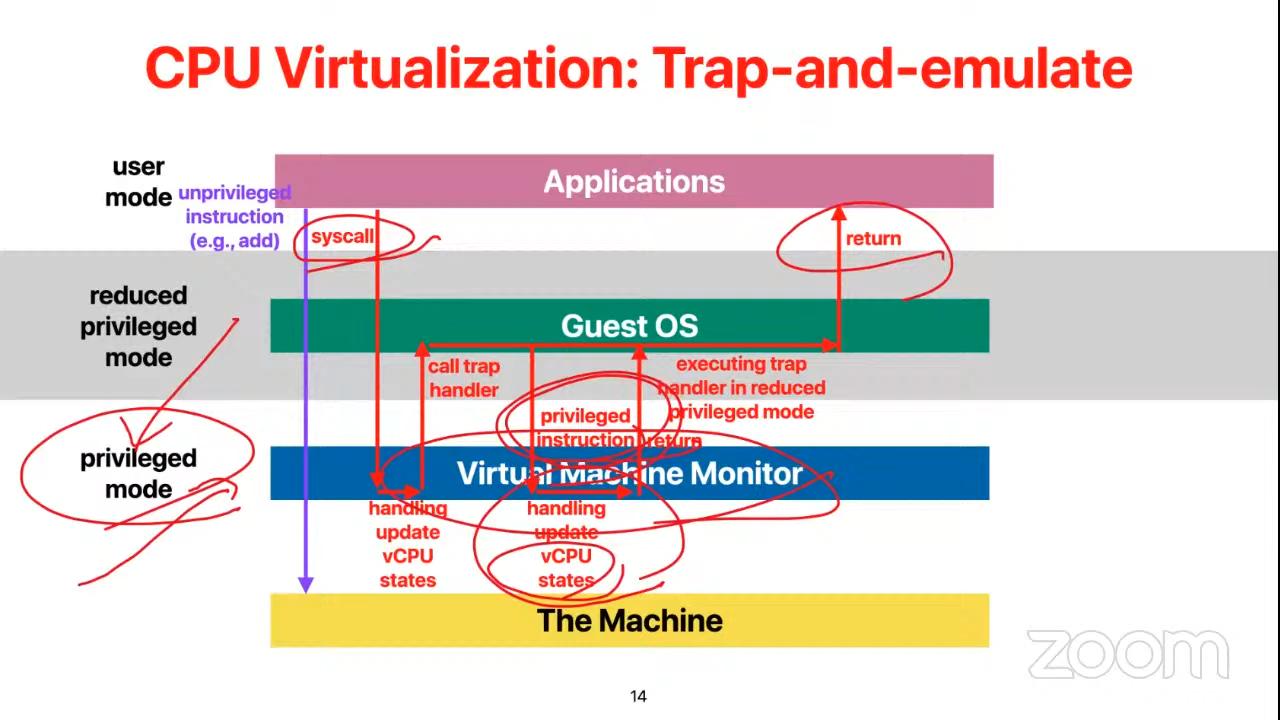 CPU Virtualization: Trap-and-emulate
user
mode
unprivileged
instruction
(e.g., add)
Applications
syscall
return
reduced
privileged
mode
Guest OS
call trap
handler
executing trap
handler in reduced
privileged mode
privileged
instruction
return
privileged
mode
Virtual Machine Monitor
handling
update
vCPU
states
handling
update
vCPU
states
The Machine
zoom
14